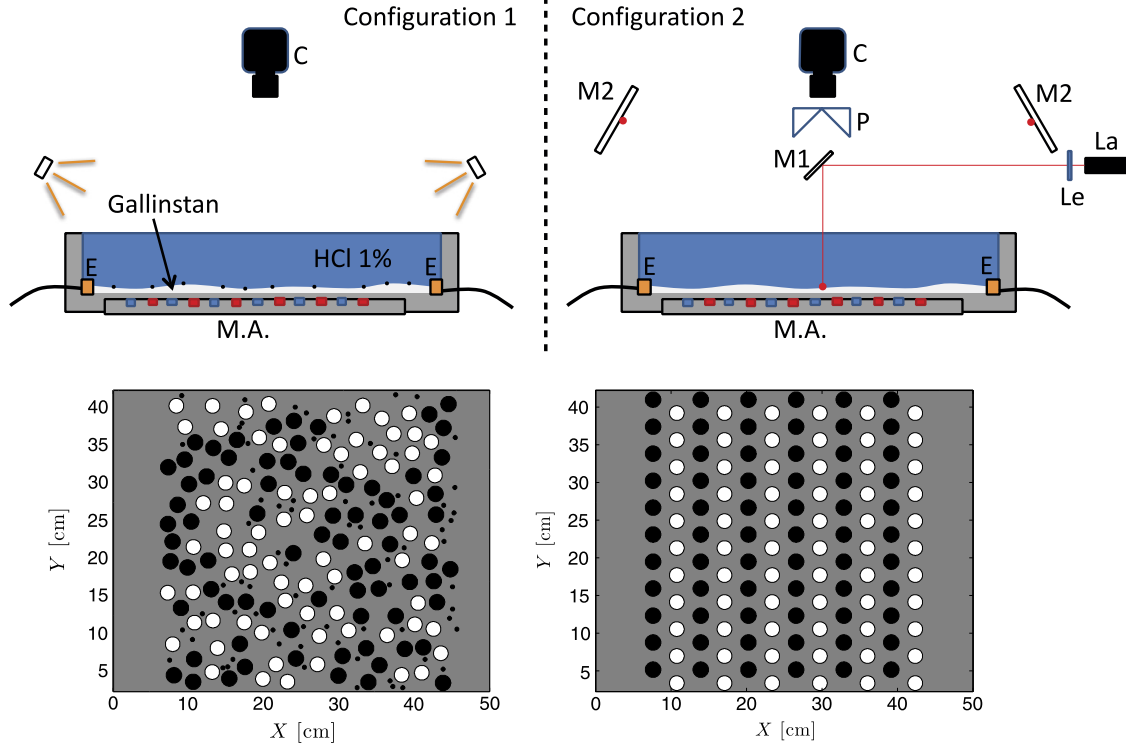 Configuration 1
Configuration 2
C
C
M2
M2
P
La
M1
Le
Gallinstan
HCl 1%
E
E
E
E
M.A.
M.A.
40
35
30
25
20
15
10
5
Y [cm]
0
10
20
30
40
50
X [cm]
40
35
30
25
20
15
10
5
Y [cm]
0
10
20
30
40
50
X [cm]